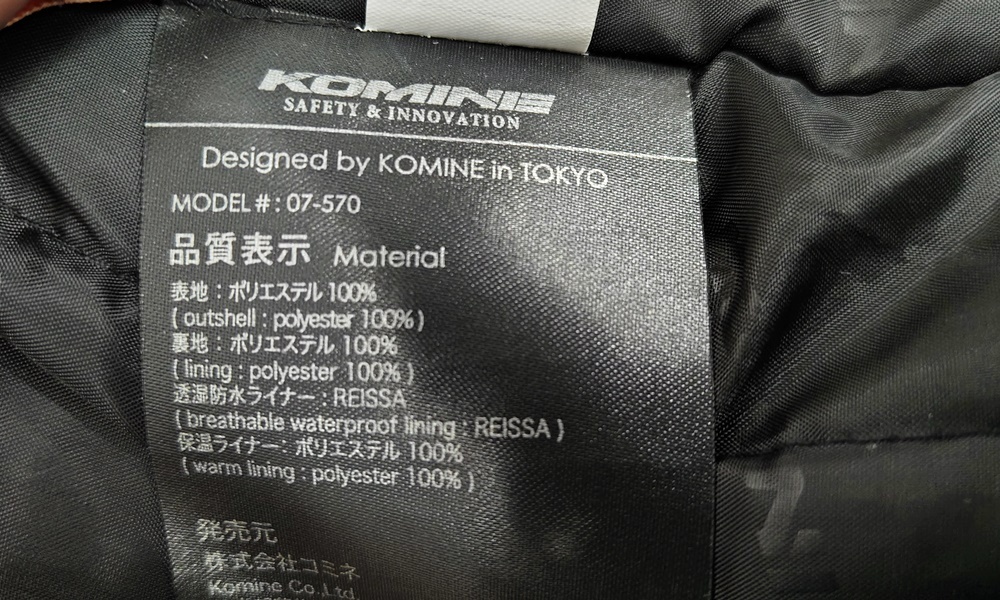 KOMINE
SAFETY & INNOVATION
Designed by KOMINE in TOKYO
MODEL # : 07-570
品質表示 Material
表地：ポリエステル 100%
( outshell : polyester 100% )
裏地：ポリエステル 100%
( lining : polyester 100% )
透湿防水ライナー：REISSA
( breathable waterproof lining : REISSA )
保温ライナー：ポリエステル 100%
( warm lining : polyester 100% )
発売元
株式会社コミネ
Komine Co.,Ltd.